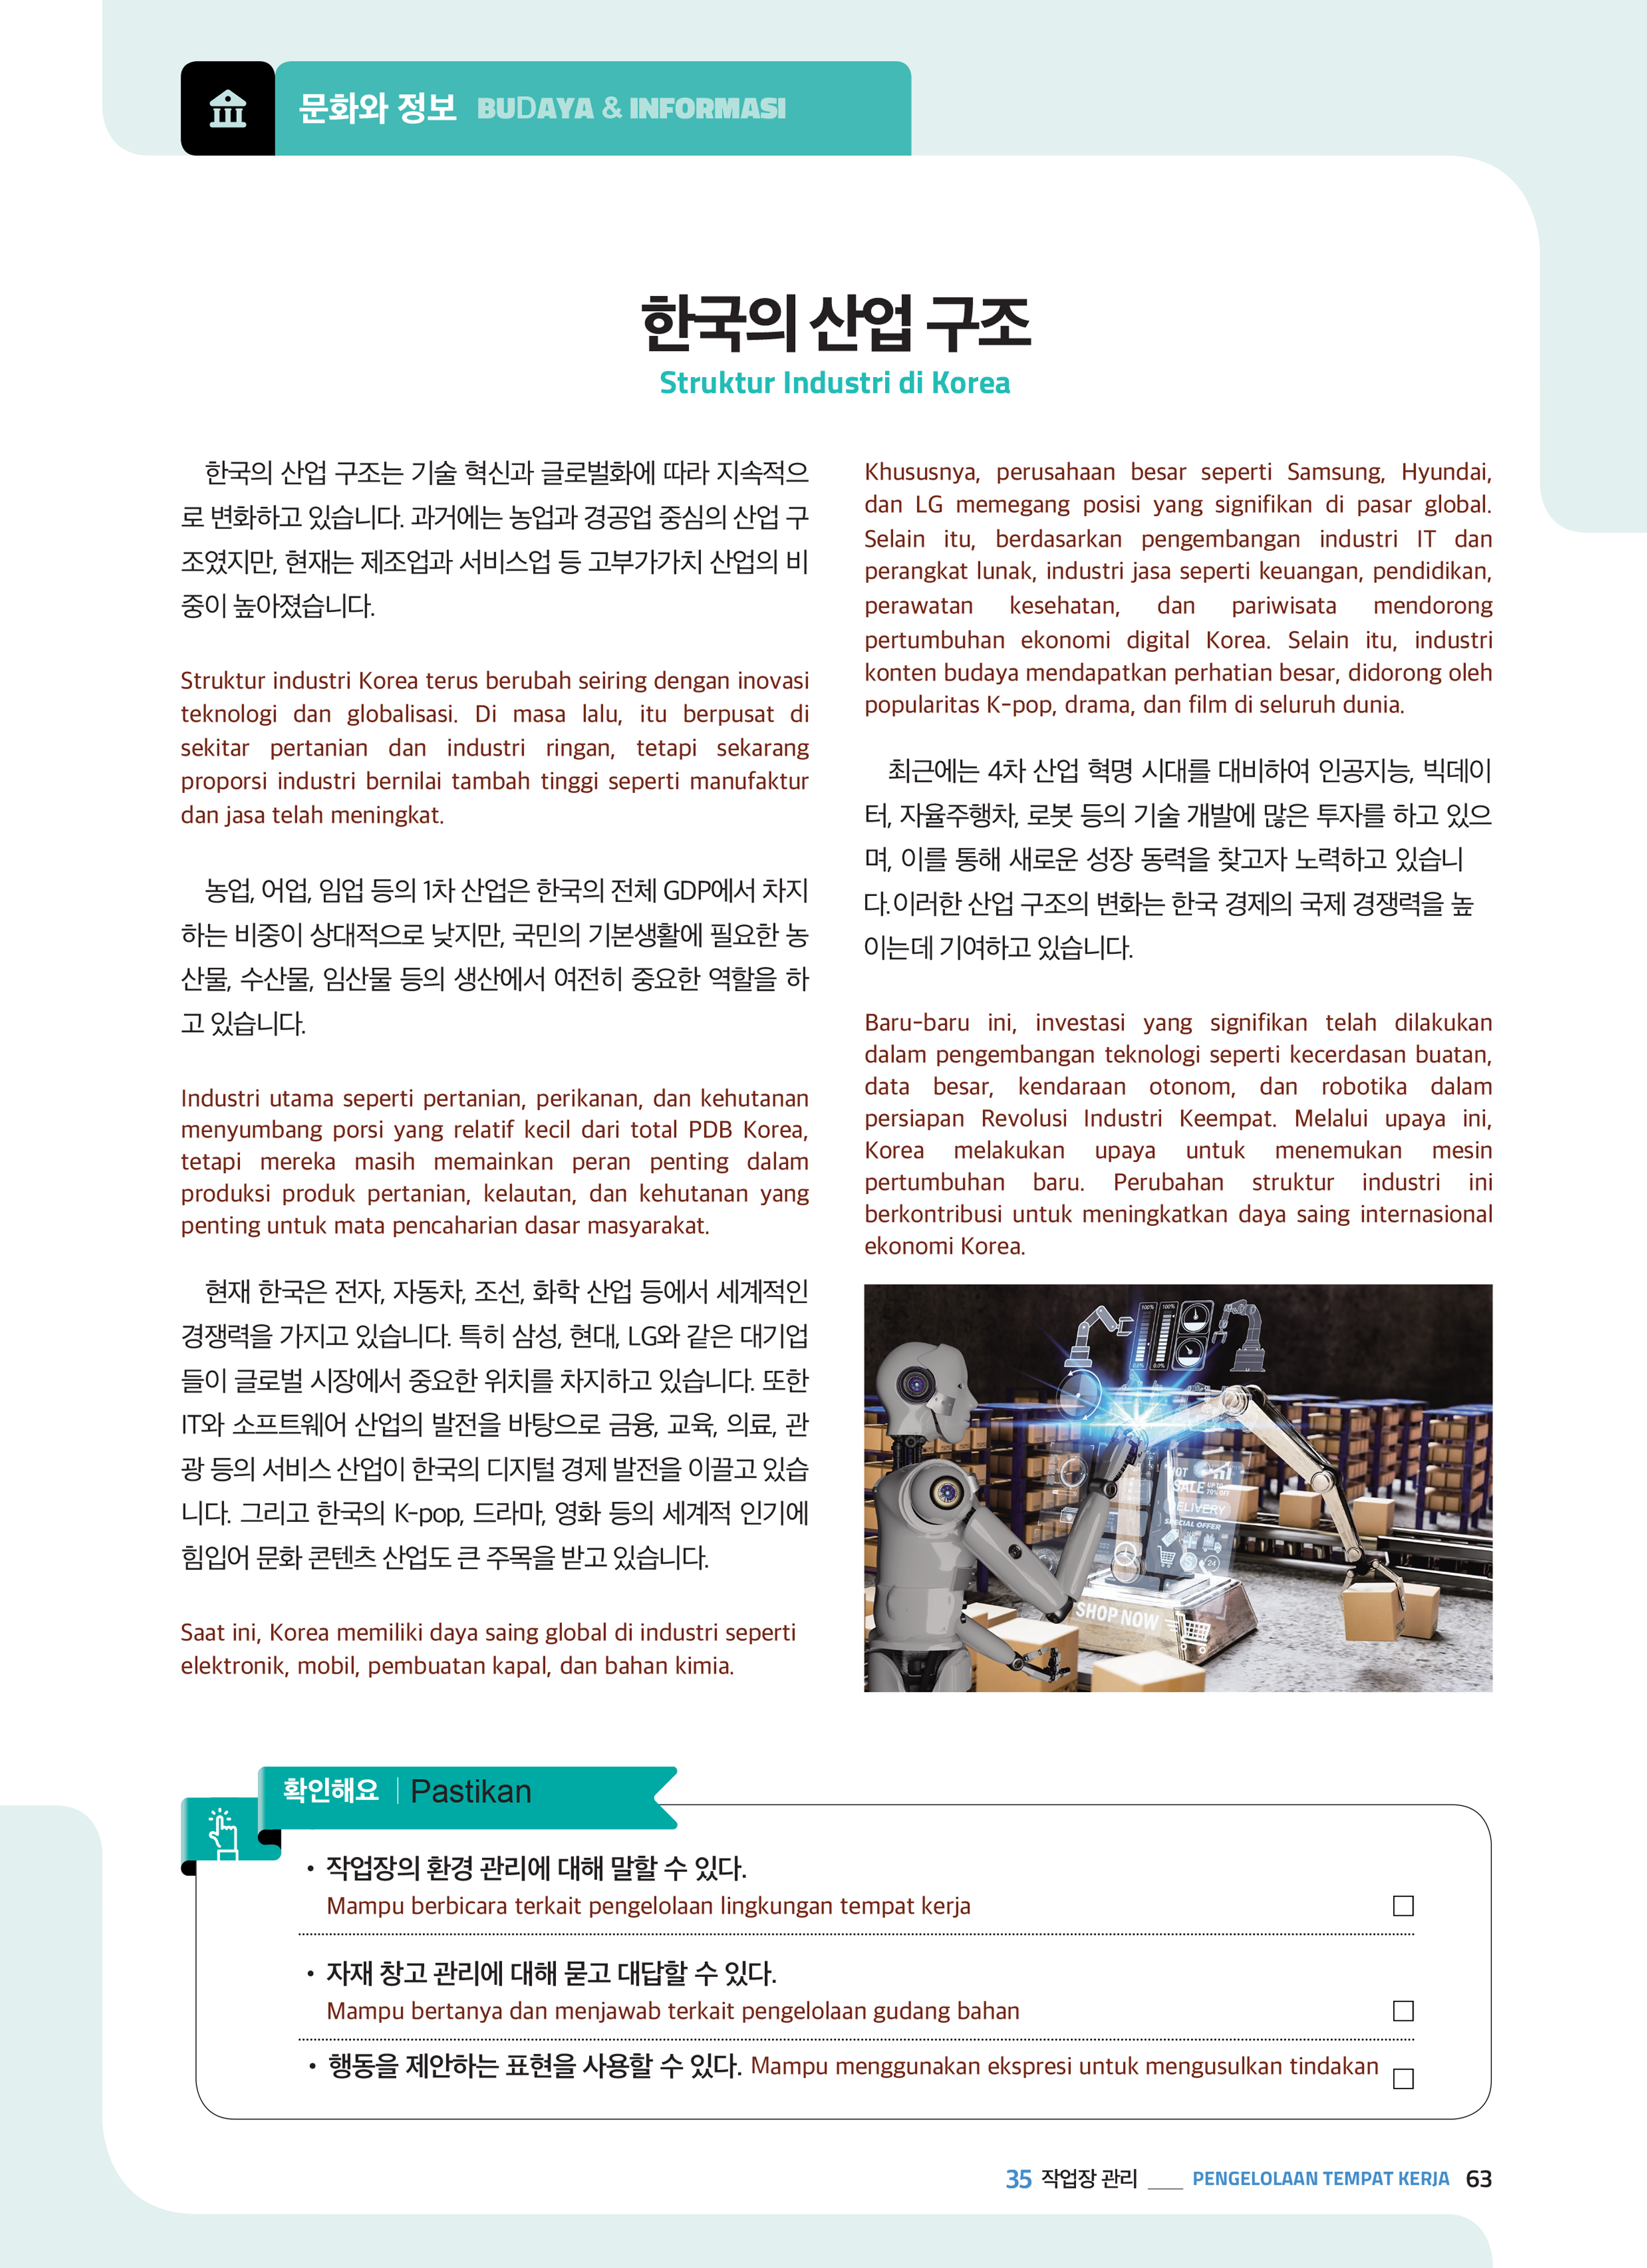 문화와 정보 BUDAYA & INFORMASI
한국의 산업 구조
Struktur Industri di Korea
한국의 산업 구조는 기술 혁신과 글로벌화에 따라 지속적으
로 변화하고 있습니다. 과거에는 농업과 경공업 중심의 산업 구
조였지만, 현재는 제조업과 서비스업 등 고부가가치 산업의 비
중이 높아졌습니다.
Struktur industri Korea terus berubah seiring dengan inovasi
teknologi dan globalisasi. Di masa lalu, itu berpusat di
sekitar pertanian dan industri ringan, tetapi sekarang
proporsi industri bernilai tambah tinggi seperti manufaktur
dan jasa telah meningkat.
농업, 어업, 임업 등의 1차 산업은 한국의 전체 GDP에서 차지
하는 비중이 상대적으로 낮지만, 국민의 기본생활에 필요한 농
산물, 수산물, 임산물 등의 생산에서 여전히 중요한 역할을 하
고 있습니다.
Industri utama seperti pertanian, perikanan, dan kehutanan
menyumbang porsi yang relatif kecil dari total PDB Korea,
tetapi mereka masih memainkan peran penting dalam
produksi produk pertanian, kelautan, dan kehutanan yang
penting untuk mata pencaharian dasar masyarakat.
현재 한국은 전자, 자동차, 조선, 화학 산업 등에서 세계적인
경쟁력을 가지고 있습니다. 특히 삼성, 현대, LG와 같은 대기업
들이 글로벌 시장에서 중요한 위치를 차지하고 있습니다. 또한
IT와 소프트웨어 산업의 발전을 바탕으로 금융, 교육, 의료, 관
광 등의 서비스 산업이 한국의 디지털 경제 발전을 이끌고 있습
니다. 그리고 한국의 K-pop, 드라마, 영화 등의 세계적 인기에
힘입어 문화 콘텐츠 산업도 큰 주목을 받고 있습니다.
Saat ini, Korea memiliki daya saing global di industri seperti
elektronik, mobil, pembuatan kapal, dan bahan kimia.
Khususnya, perusahaan besar seperti Samsung, Hyundai,
dan LG memegang posisi yang signifikan di pasar global.
Selain itu, berdasarkan pengembangan industri IT dan
perangkat lunak, industri jasa seperti keuangan, pendidikan,
perawatan kesehatan, dan pariwisata mendorong
pertumbuhan ekonomi digital Korea. Selain itu, industri
konten budaya mendapatkan perhatian besar, didorong oleh
popularitas K-pop, drama, dan film di seluruh dunia.
최근에는 4차 산업 혁명 시대를 대비하여 인공지능, 빅데이
터, 자율주행차, 로봇 등의 기술 개발에 많은 투자를 하고 있으
며, 이를 통해 새로운 성장 동력을 찾고자 노력하고 있습니
다.이러한 산업 구조의 변화는 한국 경제의 국제 경쟁력을 높
이는데 기여하고 있습니다.
Baru-baru ini, investasi yang signifikan telah dilakukan
dalam pengembangan teknologi seperti kecerdasan buatan,
data besar, kendaraan otonom, dan robotika dalam
persiapan Revolusi Industri Keempat. Melalui upaya ini,
Korea melakukan upaya untuk menemukan mesin
pertumbuhan baru. Perubahan struktur industri ini
berkontribusi untuk meningkatkan daya saing internasional
ekonomi Korea.
100% 100%
0.0% 0.0%
HOT
SALE UP TO 70% OFF
DELIVERY
SPECIAL OFFER
24
SHOP NOW
확인해요 | Pastikan
• 작업장의 환경 관리에 대해 말할 수 있다.
Mampu berbicara terkait pengelolaan lingkungan tempat kerja
• 자재 창고 관리에 대해 묻고 대답할 수 있다.
Mampu bertanya dan menjawab terkait pengelolaan gudang bahan
• 행동을 제안하는 표현을 사용할 수 있다. Mampu menggunakan ekspresi untuk mengusulkan tindakan
35 작업장 관리 ___ PENGELOLAAN TEMPAT KERJA 63